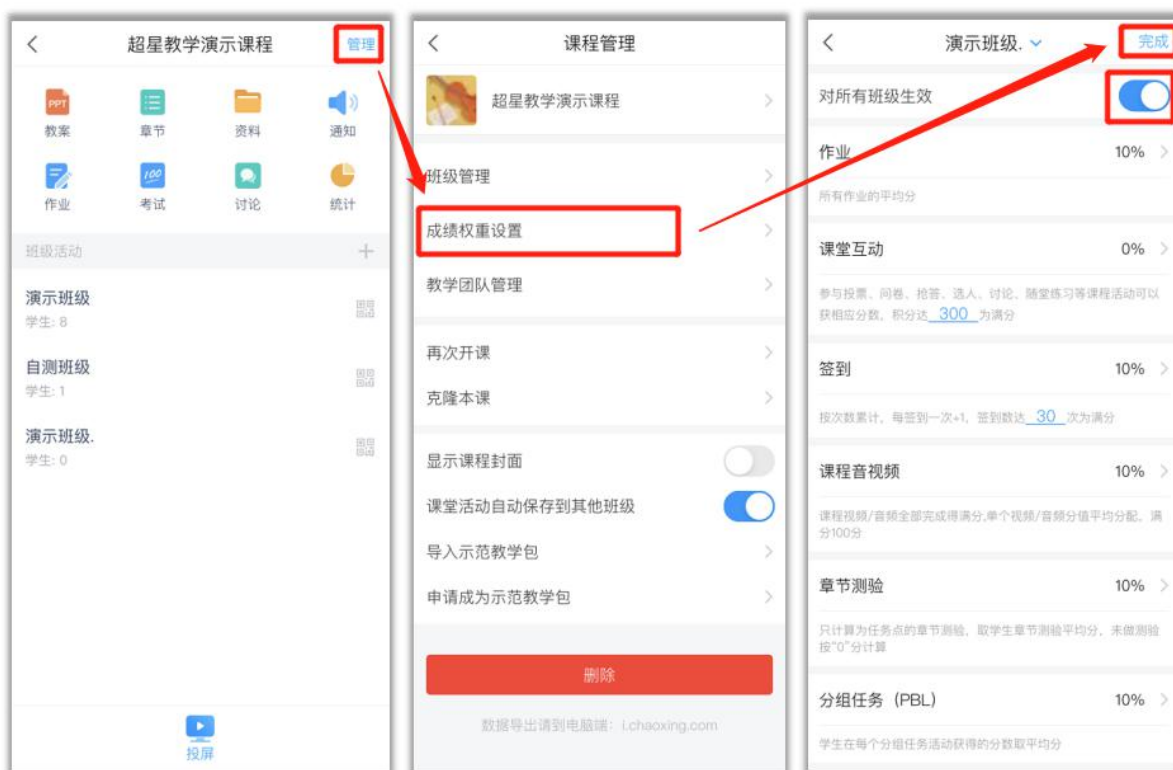 超星教学演示课程
管理
PPT
教案
章节
资料
通知
100
作业
考试
讨论
统计
班级活动
演示班级
学生: 8
自测班级
学生: 1
演示班级.
学生: 0
投屏
课程管理
超星教学演示课程
班级管理
成绩权重设置
教学团队管理
再次开课
克隆本课
显示课程封面
课堂活动自动保存到其他班级
导入示范教学包
申请成为示范教学包
删除
数据导出请到电脑端：i.chaoxing.com
演示班级.
完成
对所有班级生效
作业 10%
所有作业的平均分
课堂互动 0%
参与投票、问卷、抢答、选人、讨论、随堂练习等课程活动可以
获相应分数，积分达 300 为满分
签到 10%
按次数累计，每签到一次+1，签到数达 30 次为满分
课程音视频 10%
课程视频/音频全部完成得满分,单个视频/音频分值平均分配，满
分100分
章节测验 10%
只计算为任务点的章节测验，取学生章节测验平均分，未做测验
按"0"分计算
分组任务（PBL） 10%
学生在每个分组任务活动获得的分数取平均分